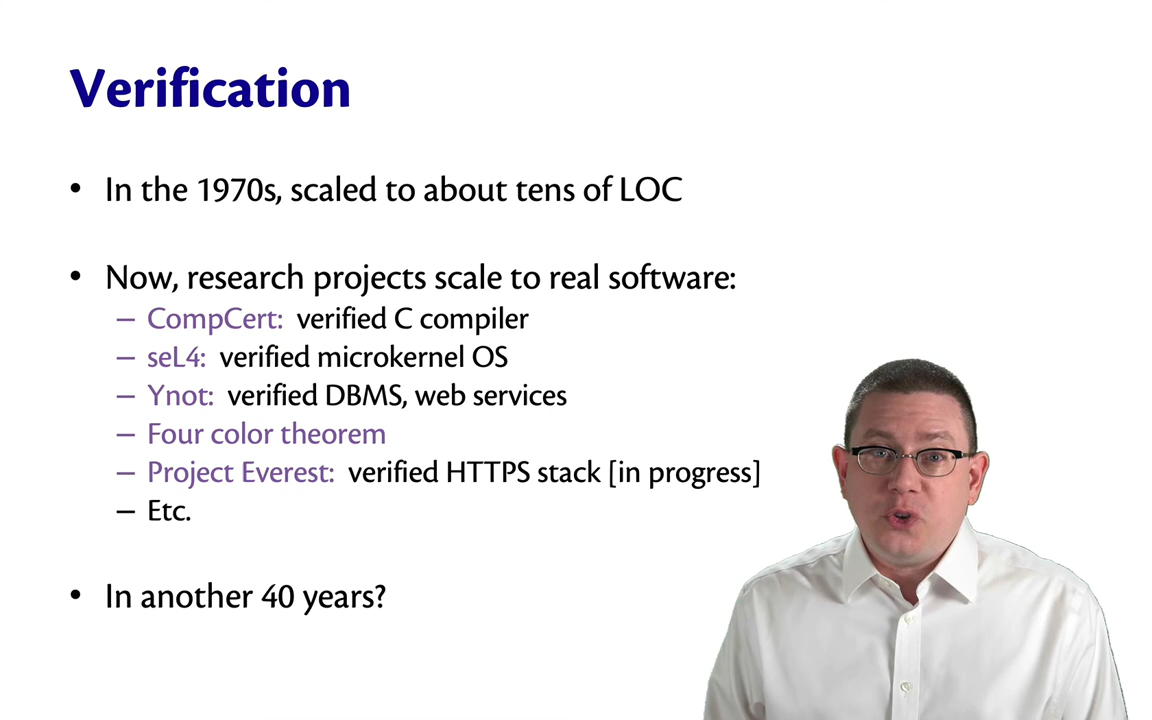 Verification
• In the 1970s, scaled to about tens of LOC
• Now, research projects scale to real software:
– CompCert: verified C compiler
– seL4: verified microkernel OS
– Ynot: verified DBMS, web services
– Four color theorem
– Project Everest: verified HTTPS stack [in progress]
– Etc.
• In another 40 years?